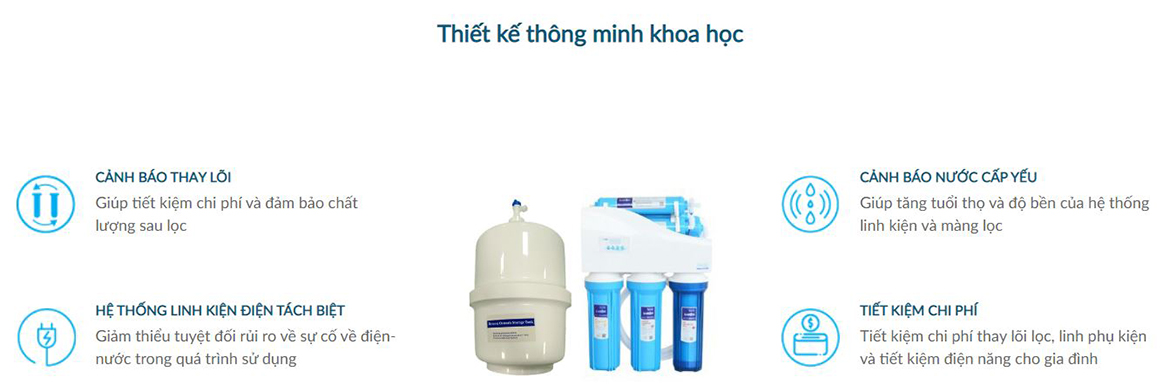 Thiết kế thông minh khoa học
CẢNH BÁO THAY LÕI
Giúp tiết kiệm chi phí và đảm bảo chất
lượng sau lọc
HỆ THỐNG LINH KIỆN ĐIỆN TÁCH BIỆT
Giảm thiểu tuyệt đối rủi ro về sự cố về điện-
nước trong quá trình sử dụng
CẢNH BÁO NƯỚC CẤP YẾU
Giúp tăng tuổi thọ và độ bền của hệ thống
linh kiện và màng lọc
TIẾT KIỆM CHI PHÍ
Tiết kiệm chi phí thay lõi lọc, linh phụ kiện
và tiết kiệm điện năng cho gia đình